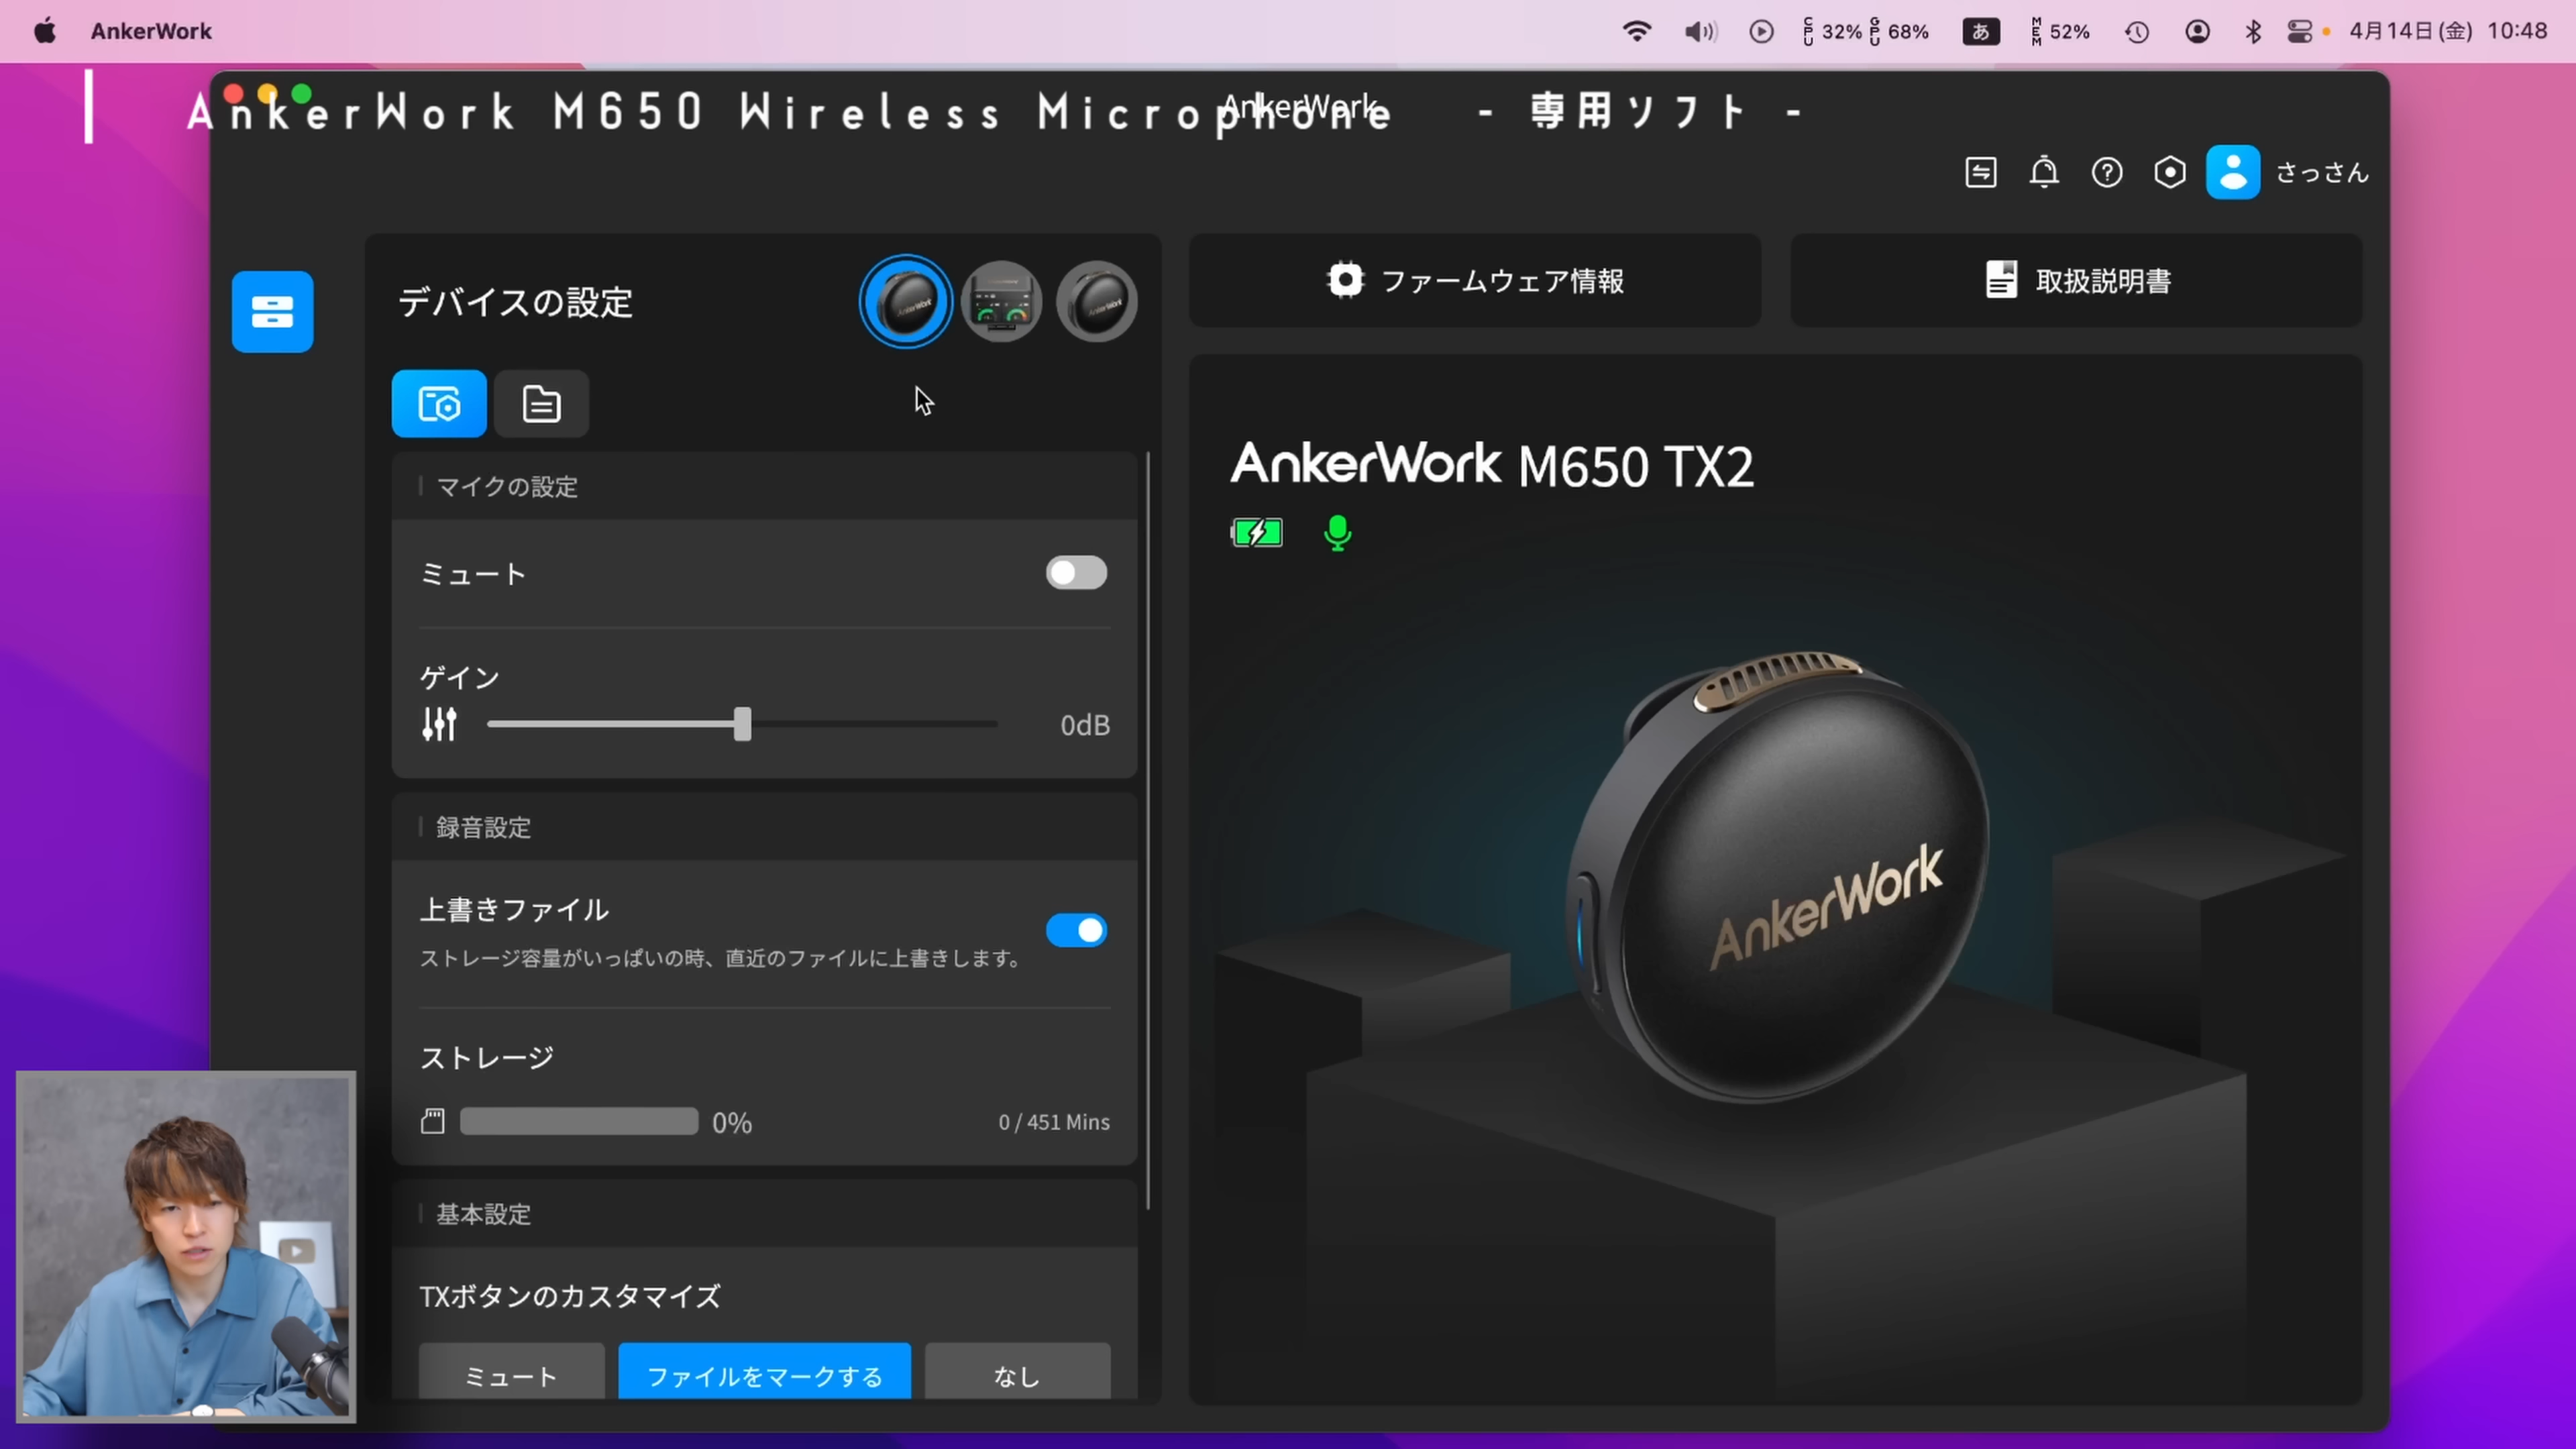 AnkerWork
CPU 32% GPU 68% あ MEM 52% 4月14日(金) 10:48
AnkerWork M650 Wireless Microphone - 専用ソフト -
AnkerWork
さっさん
デバイスの設定
ファームウェア情報
取扱説明書
マイクの設定
ミュート
ゲイン
0dB
録音設定
上書きファイル
ストレージ容量がいっぱいの時、直近のファイルに上書きします。
ストレージ
0%
0 / 451 Mins
基本設定
TXボタンのカスタマイズ
ミュート
ファイルをマークする
なし
AnkerWork M650 TX2
AnkerWork